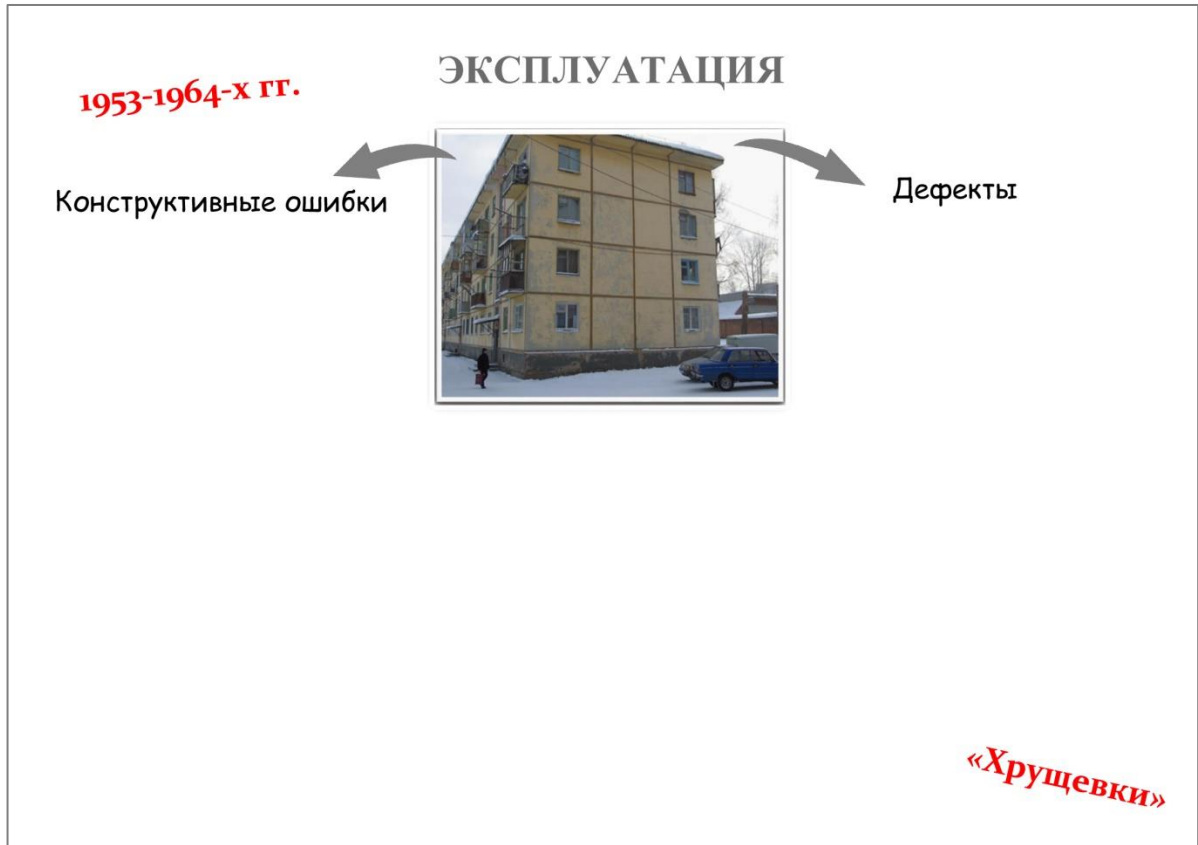 ЭКСПЛУАТАЦИЯ
1953-1964-х гг.
Конструктивные ошибки
Дефекты
«Хрущевки»